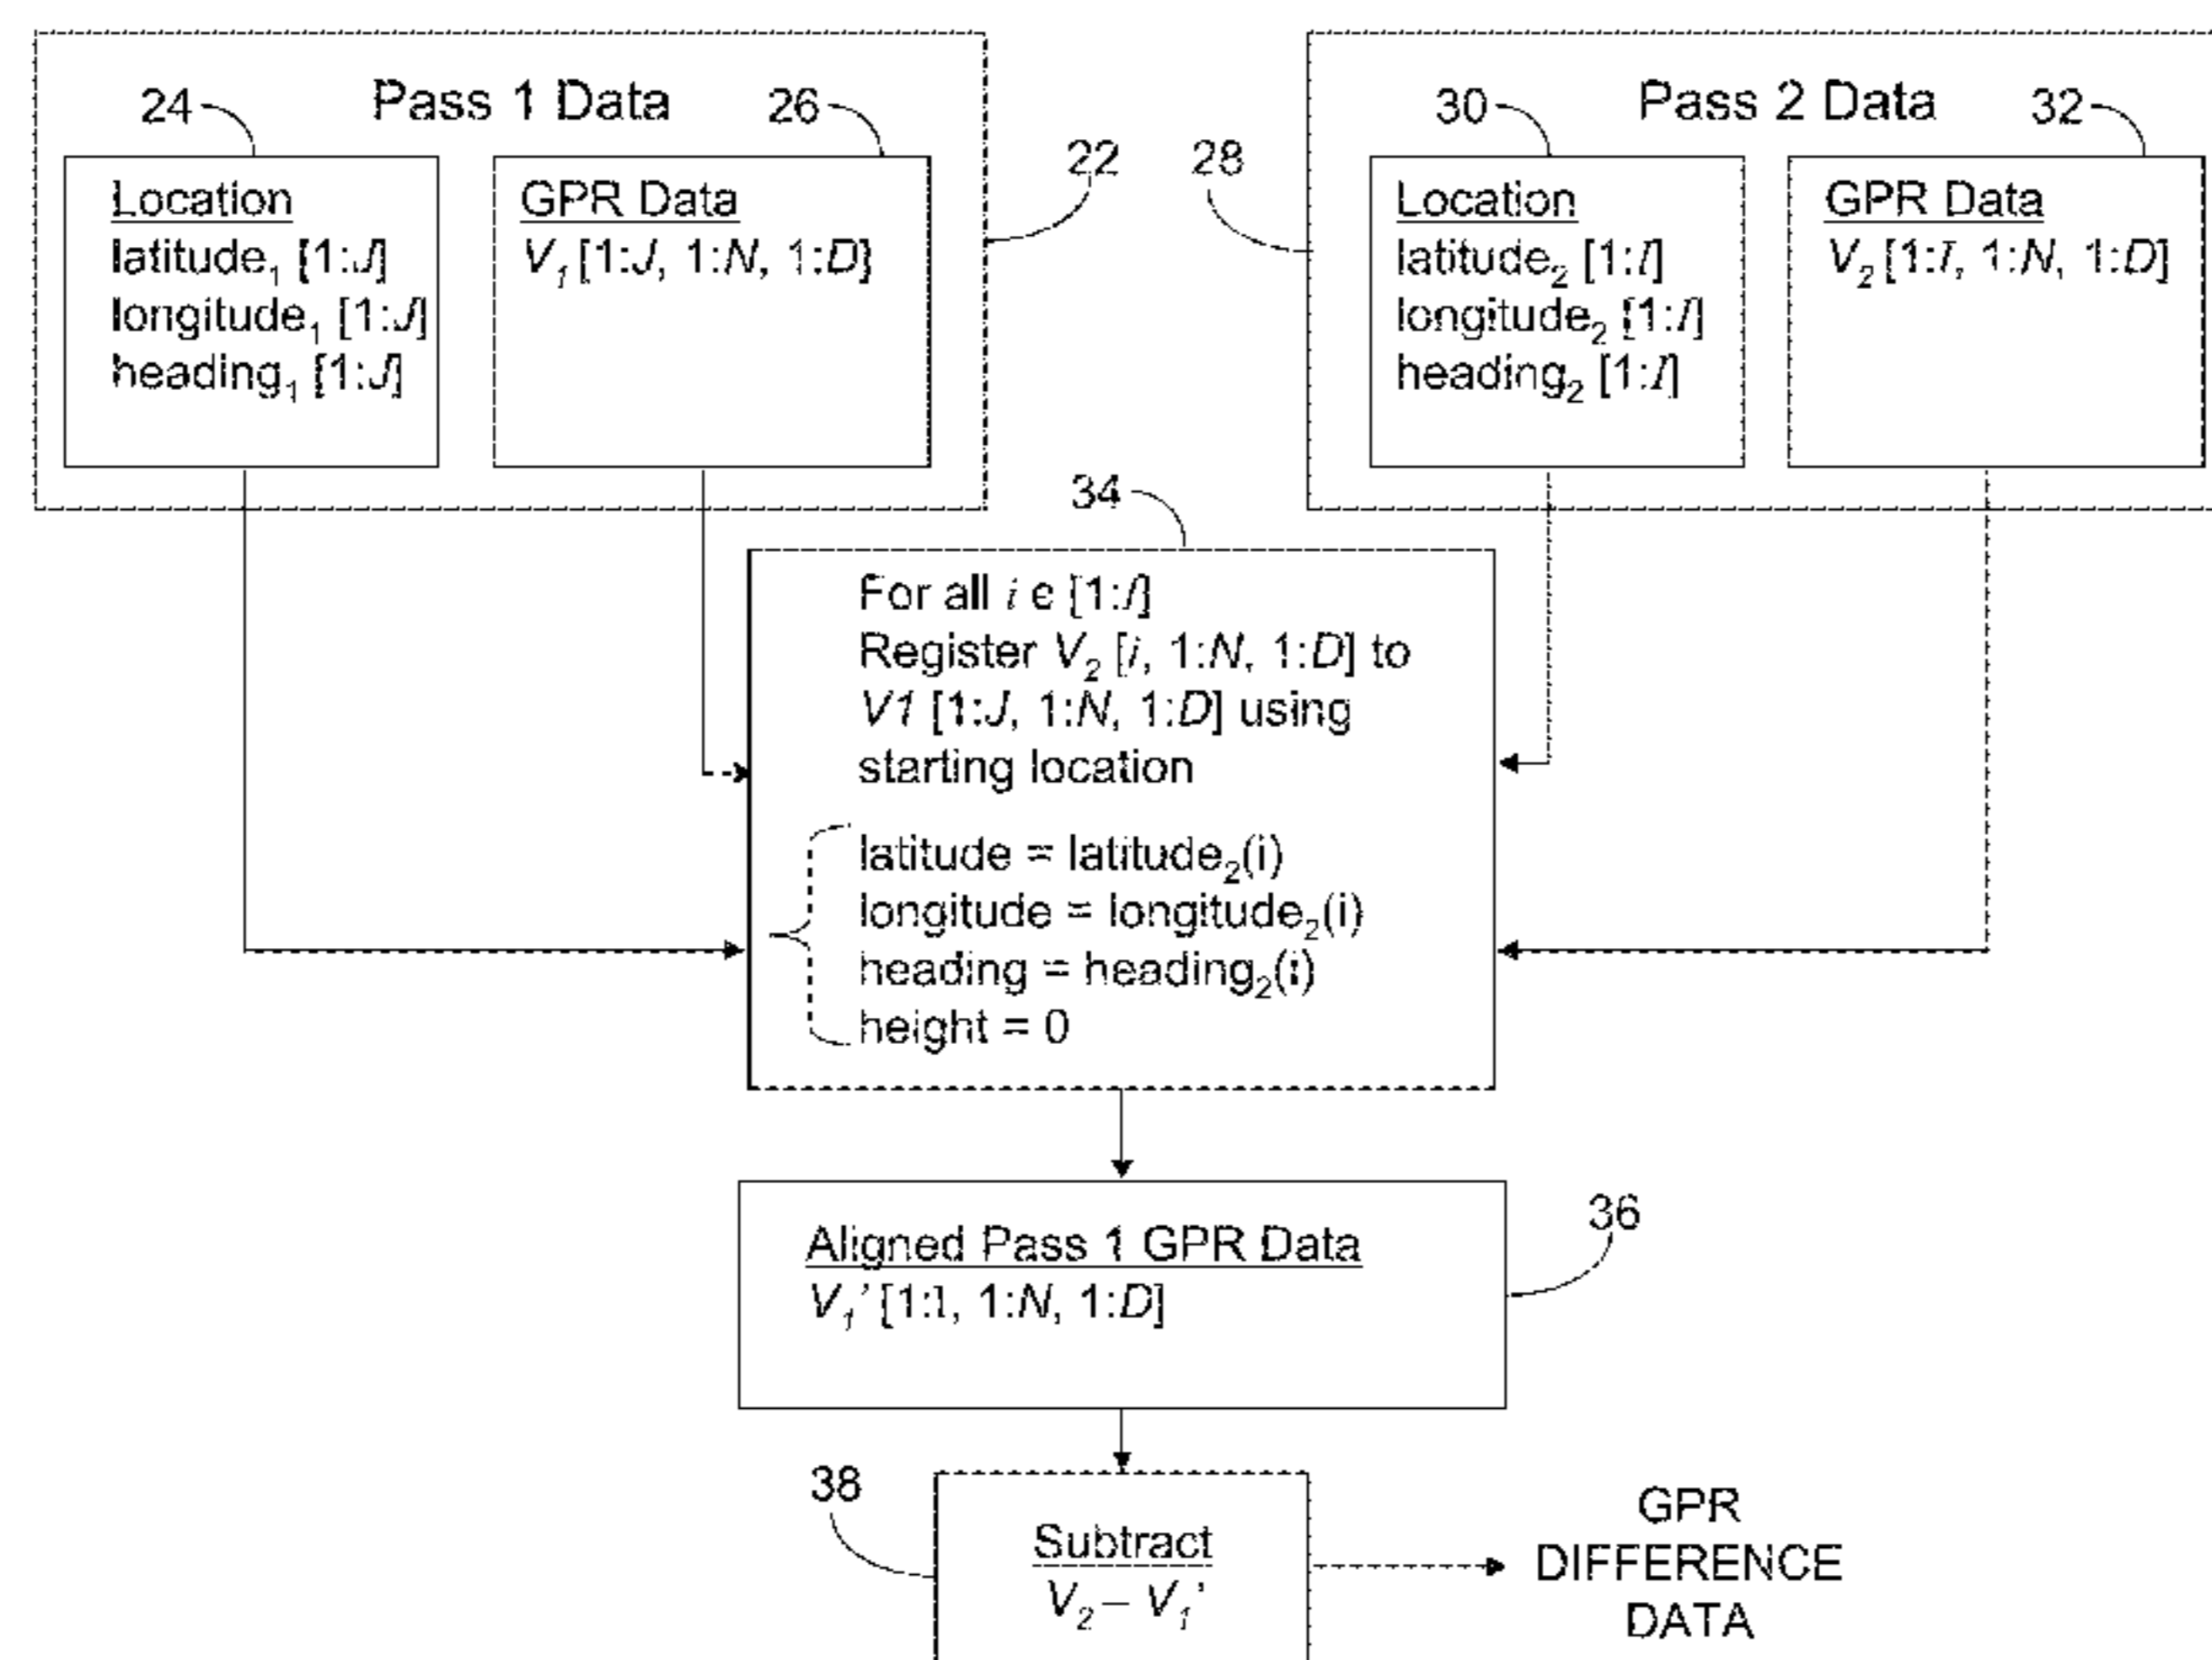 Pass 1 Data
24
26
Location
latitude₁ [1:J]
longitude₁ [1:J]
heading₁ [1:J]
GPR Data
V₁ [1:J, 1:N, 1:D]
22
28
Pass 2 Data
30
32
Location
latitude₂ [1:I]
longitude₂ [1:I]
heading₂ [1:I]
GPR Data
V₂ [1:I, 1:N, 1:D]
34
For all i ϵ [1:I]
Register V₂ [i, 1:N, 1:D] to
V1 [1:J, 1:N, 1:D] using
starting location
latitude = latitude₂(i)
longitude = longitude₂(i)
heading = heading₂(i)
height = 0
36
Aligned Pass 1 GPR Data
V₁’ [1:I, 1:N, 1:D]
38
Subtract
V₂ – V₁’
GPR
DIFFERENCE
DATA